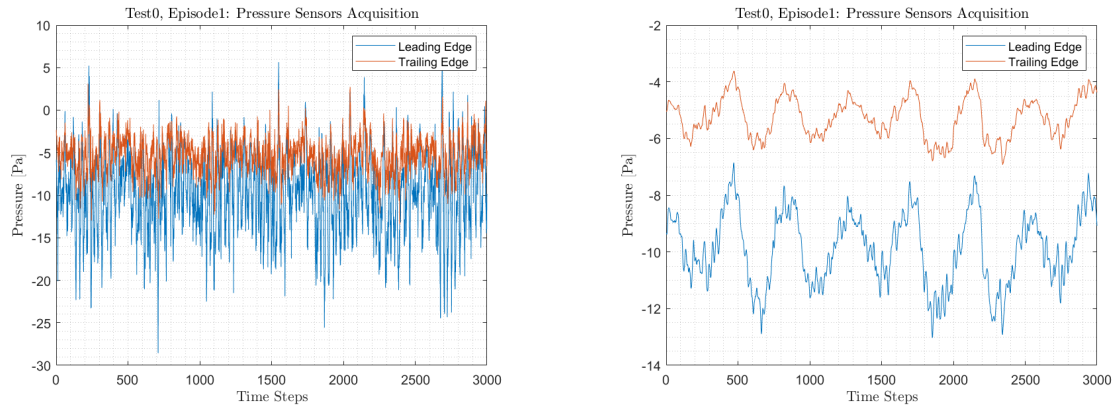 Test0, Episode1: Pressure Sensors Acquisition
10
5
0
-5
-10
-15
-20
-25
-30
Pressure [Pa]
Leading Edge
Trailing Edge
0 500 1000 1500 2000 2500 3000
Time Steps
Test0, Episode1: Pressure Sensors Acquisition
-2
-4
-6
-8
-10
-12
-14
Pressure [Pa]
Leading Edge
Trailing Edge
0 500 1000 1500 2000 2500 3000
Time Steps